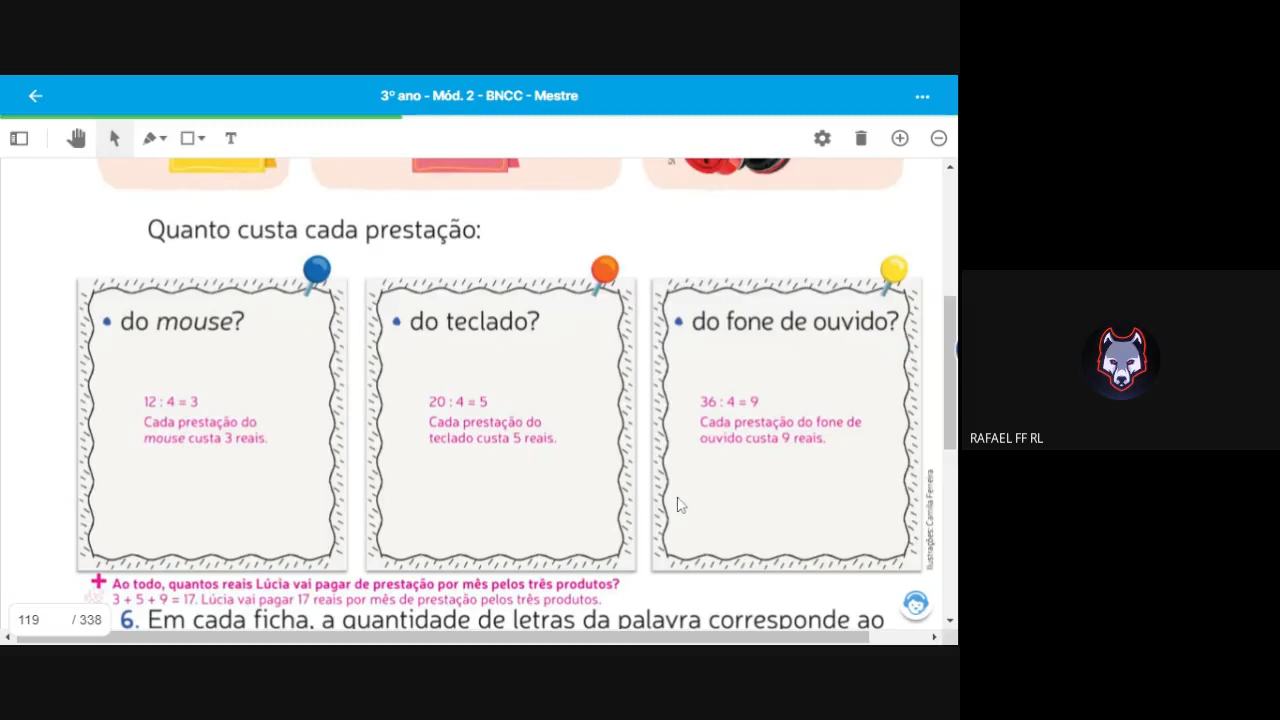 3º ano - Mód. 2 - BNCC - Mestre
T
Quanto custa cada prestação:
• do mouse?
12 : 4 = 3
Cada prestação do
mouse custa 3 reais.
• do teclado?
20 : 4 = 5
Cada prestação do
teclado custa 5 reais.
• do fone de ouvido?
36 : 4 = 9
Cada prestação do fone de
ouvido custa 9 reais.
Ilustrações: Camila Ferreira
+ Ao todo, quantos reais Lúcia vai pagar de prestação por mês pelos três produtos?
3 + 5 + 9 = 17. Lúcia vai pagar 17 reais por mês de prestação pelos três produtos.
119 / 338
6. Em cada ficha, a quantidade de letras da palavra corresponde ao
RAFAEL FF RL